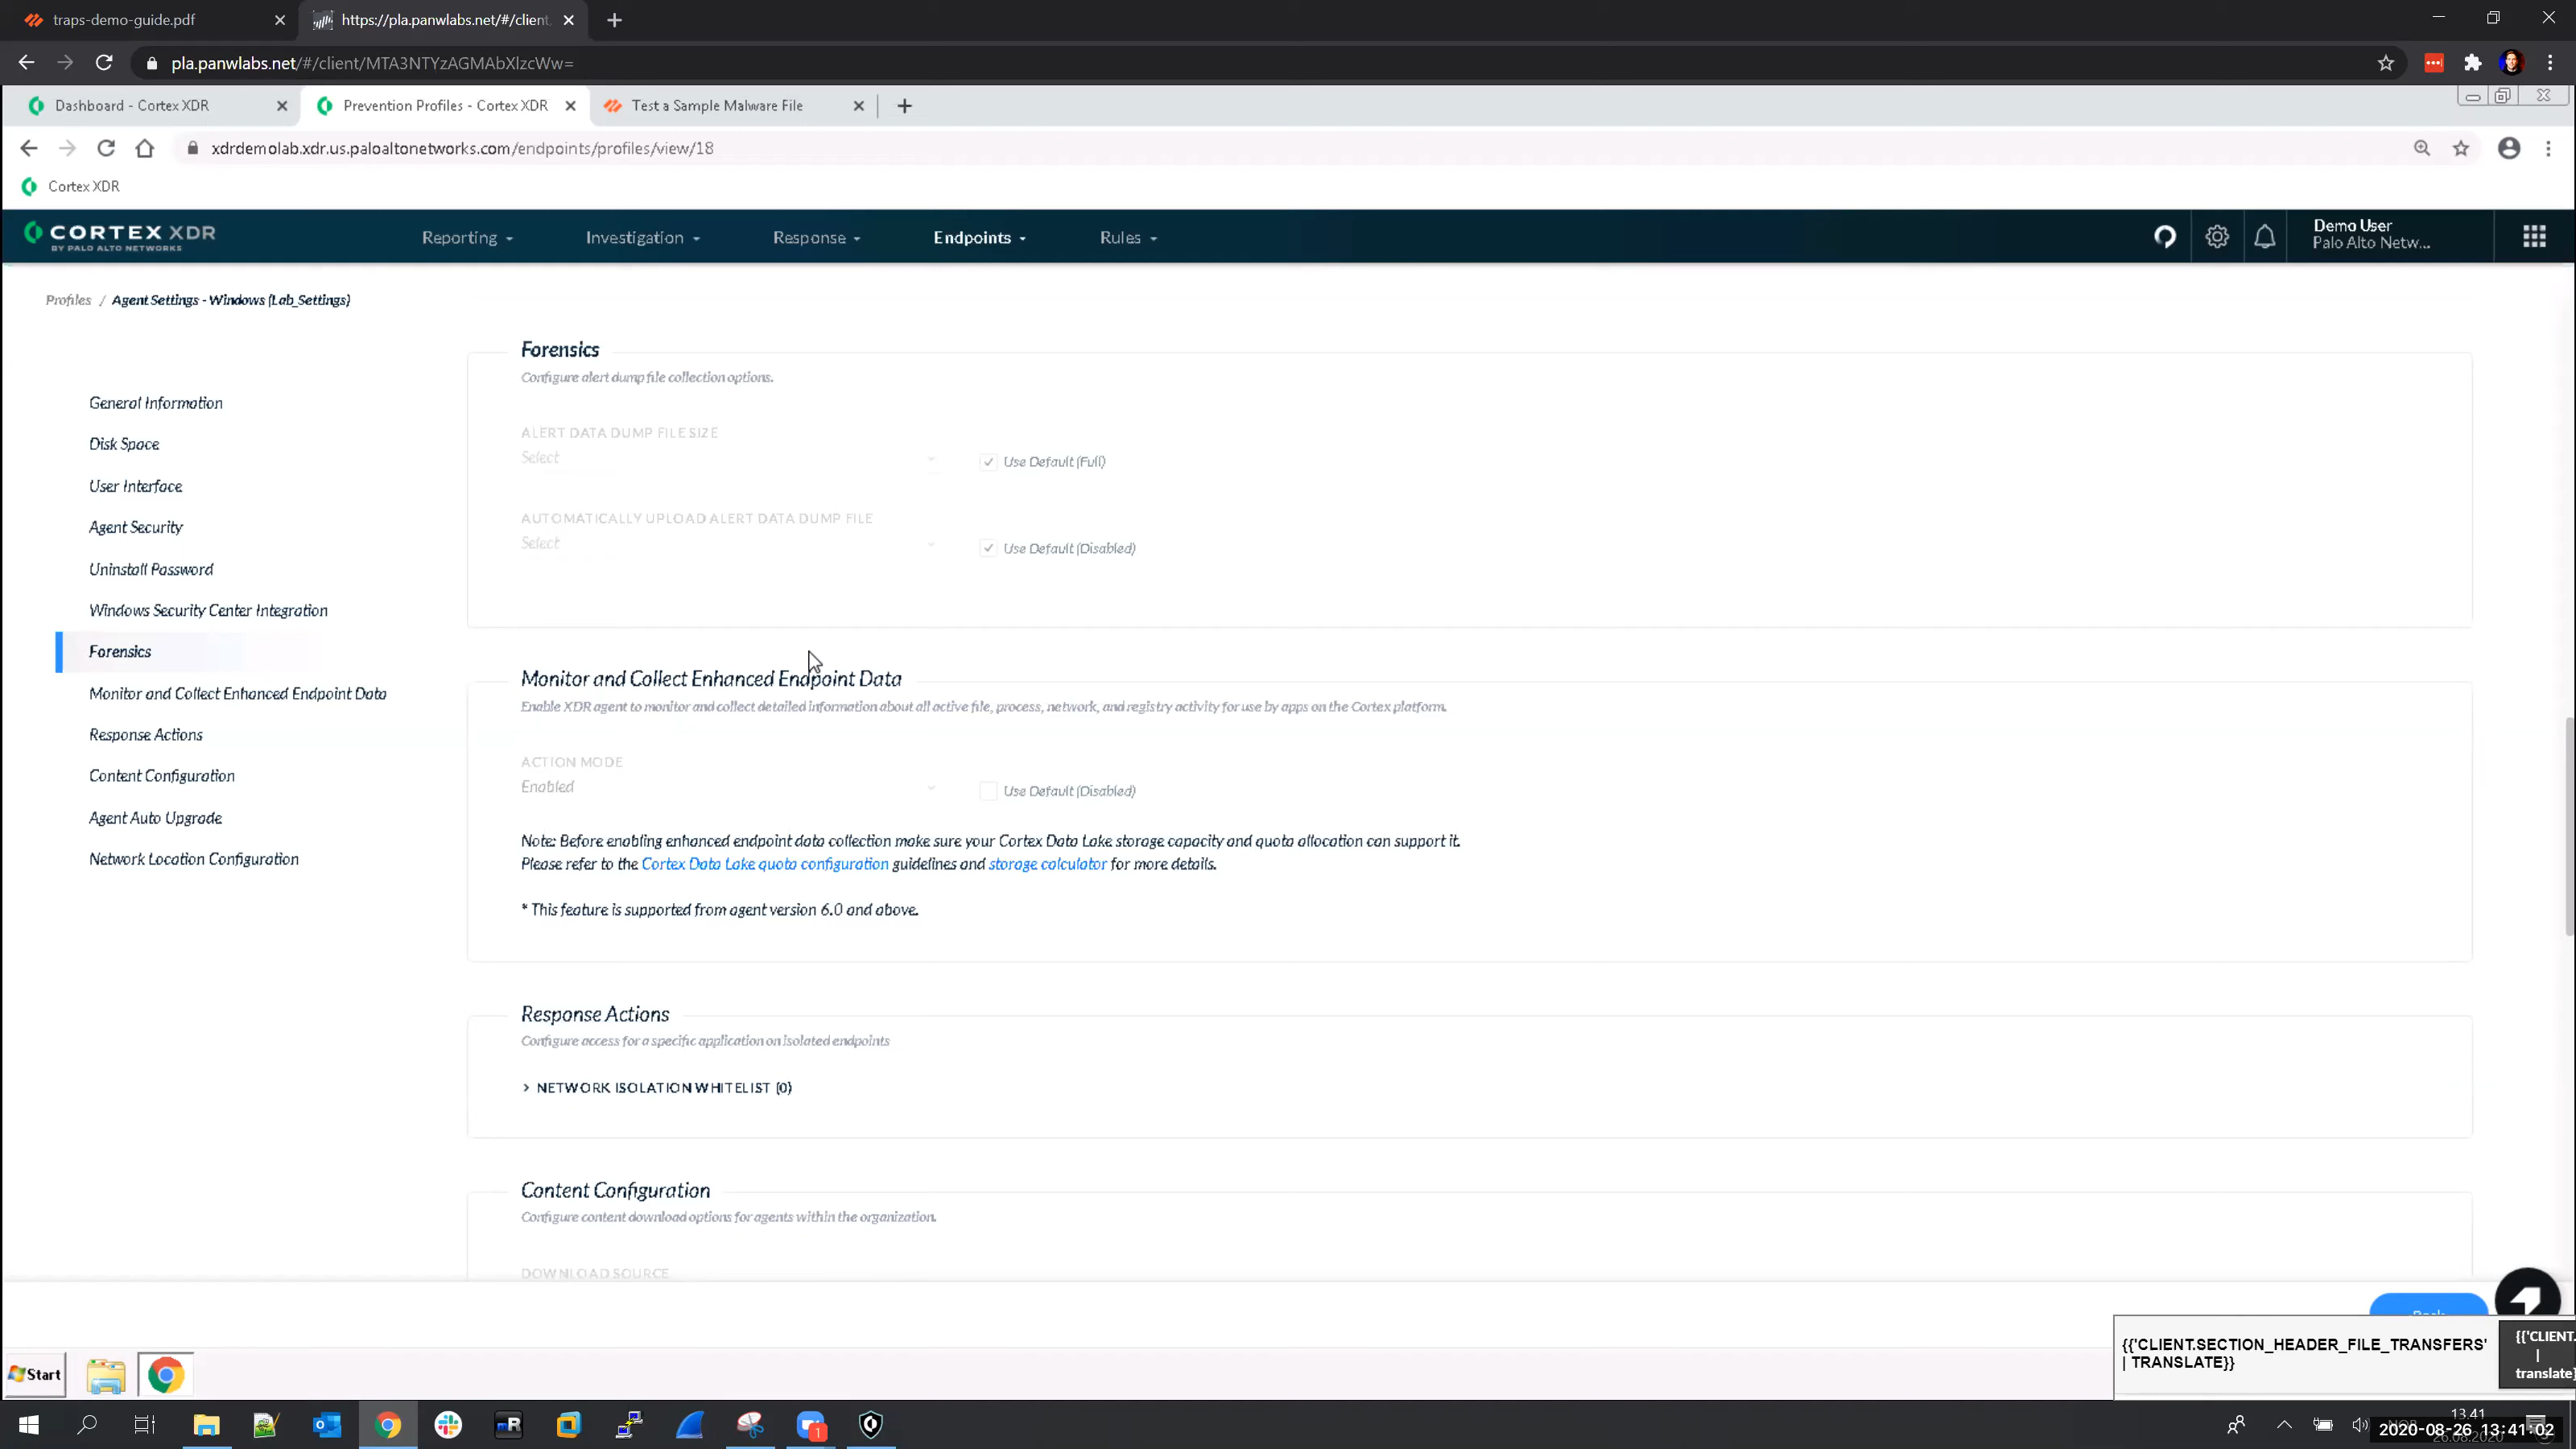 traps-demo-guide.pdf
https://pla.panwlabs.net/#/client
pla.panwlabs.net/#/client/MTA3NTYzAGMAbXlzcWw=
Dashboard - Cortex XDR
Prevention Profiles - Cortex XDR
Test a Sample Malware File
xdrdemolab.xdr.us.paloaltonetworks.com/endpoints/profiles/view/18
Cortex XDR
CORTEX XDR
BY PALO ALTO NETWORKS
Reporting
Investigation
Response
Endpoints
Rules
Demo User
Palo Alto Netw...
Profiles / Agent Settings - Windows (Lab_Settings)
General Information
Disk Space
User Interface
Agent Security
Uninstall Password
Windows Security Center Integration
Forensics
Monitor and Collect Enhanced Endpoint Data
Response Actions
Content Configuration
Agent Auto Upgrade
Network Location Configuration
Forensics
Configure alert dump file collection options.
ALERT DATA DUMP FILE SIZE
Select
Use Default (Full)
AUTOMATICALLY UPLOAD ALERT DATA DUMP FILE
Select
Use Default (Disabled)
Monitor and Collect Enhanced Endpoint Data
Enable XDR agent to monitor and collect detailed information about all active file, process, network, and registry activity for use by apps on the Cortex platform.
ACTION MODE
Enabled
Use Default (Disabled)
Note: Before enabling enhanced endpoint data collection make sure your Cortex Data Lake storage capacity and quota allocation can support it.
Please refer to the Cortex Data Lake quota configuration guidelines and storage calculator for more details.
* This feature is supported from agent version 6.0 and above.
Response Actions
Configure access for a specific application on isolated endpoints
NETWORK ISOLATION WHITELIST (0)
Content Configuration
Configure content download options for agents within the organization.
DOWNLOAD SOURCE
{{'CLIENT.SECTION_HEADER_FILE_TRANSFERS'
| TRANSLATE}}
{{'CLIENT.
|
translate}
Start
mR
1
13.41
2020-08-26 13:41:02